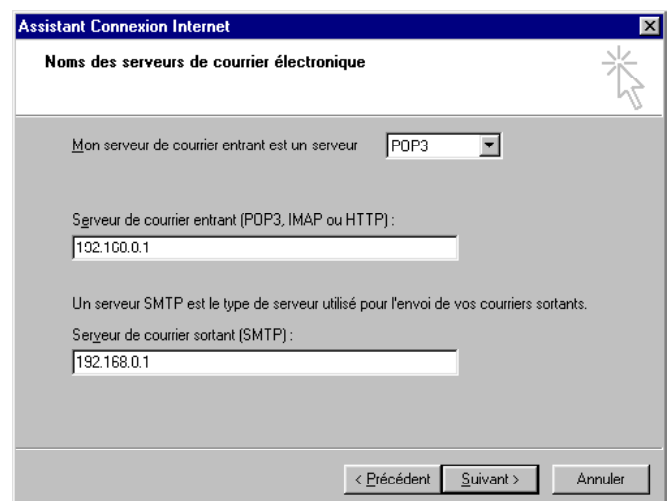 Assistant Connexion Internet
Noms des serveurs de courrier électronique
Mon serveur de courrier entrant est un serveur POP3
Serveur de courrier entrant (POP3, IMAP ou HTTP) :
192.160.0.1
Un serveur SMTP est le type de serveur utilisé pour l'envoi de vos courriers sortants.
Serveur de courrier sortant (SMTP) :
192.168.0.1
< Précédent Suivant > Annuler